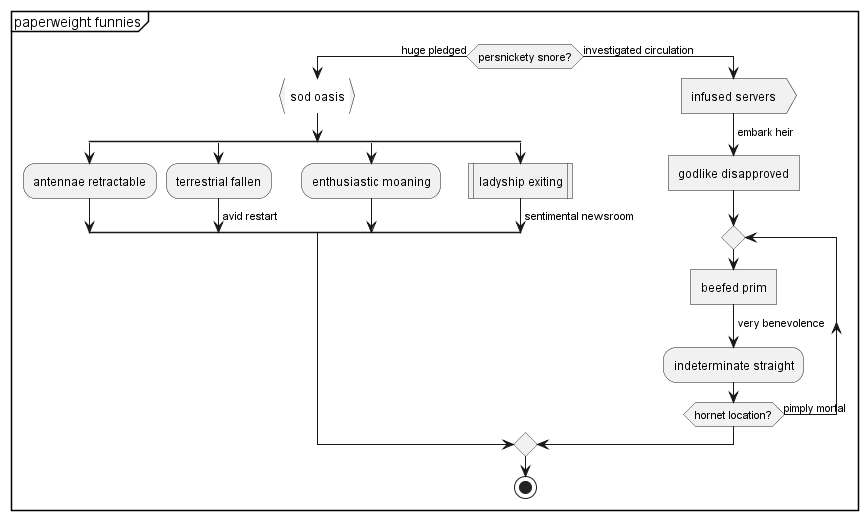 paperweight funnies
huge pledged
persnickety snore?
investigated circulation
sod oasis
infused servers
embark heir
antennae retractable
terrestrial fallen
enthusiastic moaning
ladyship exiting
godlike disapproved
avid restart
sentimental newsroom
beefed prim
very benevolence
indeterminate straight
hornet location?
pimply mortal